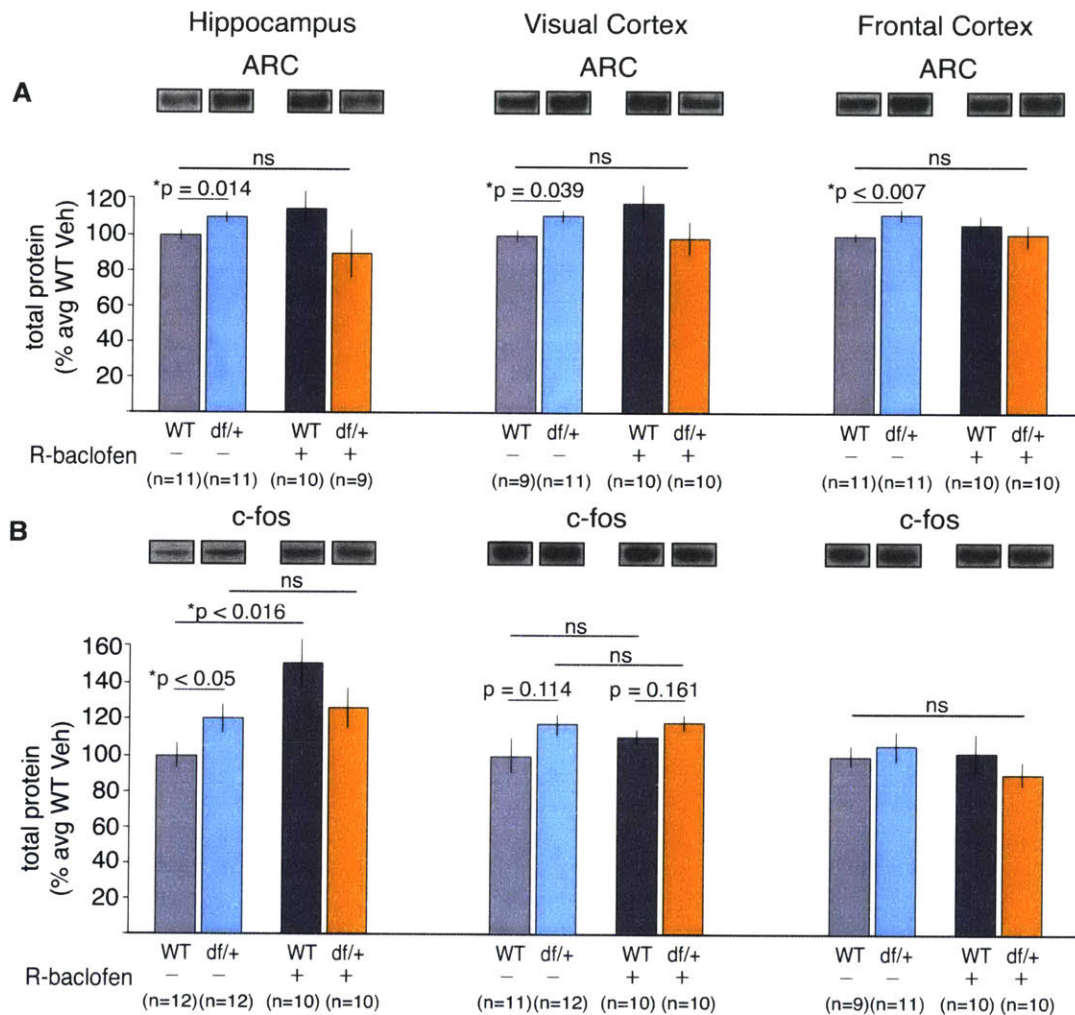 Hippocampus Visual Cortex Frontal Cortex
A ARC ARC ARC
ns ns ns
*p = 0.014 *p = 0.039 *p < 0.007
total protein
(% avg WT Veh)
120
100
80
60
40
20
WT df/+ WT df/+ WT df/+ WT df/+ WT df/+ WT df/+
R-baclofen − − + + − − + + − − + +
(n=11) (n=11) (n=10) (n=9) (n=9) (n=11) (n=10) (n=10) (n=11) (n=11) (n=10) (n=10)
B c-fos c-fos c-fos
ns
*p < 0.016 ns
ns
*p < 0.05 p = 0.114 p = 0.161 ns
total protein
(% avg WT Veh)
160
140
120
100
80
60
40
20
WT df/+ WT df/+ WT df/+ WT df/+ WT df/+ WT df/+
R-baclofen − − + + − − + + − − + +
(n=12) (n=12) (n=10) (n=10) (n=11) (n=12) (n=10) (n=10) (n=9) (n=11) (n=10) (n=10)